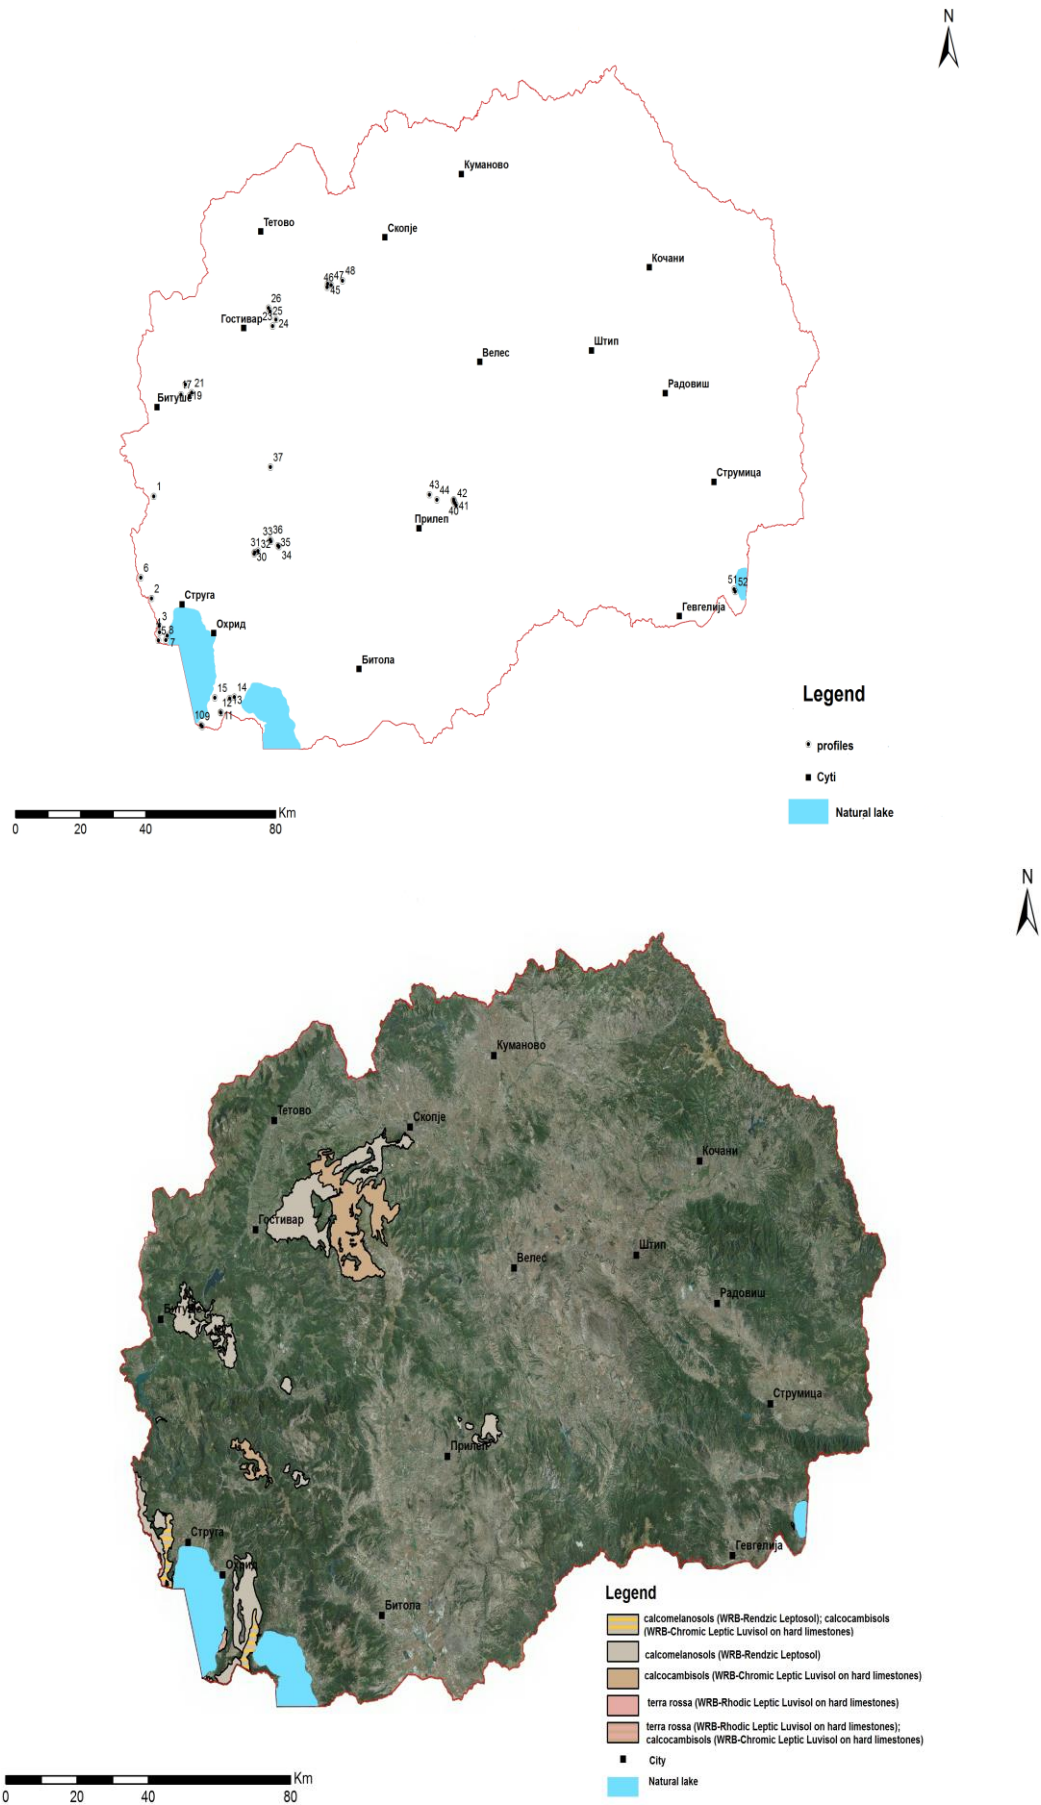 N
Куманово
Тетово
Скопје
Кочани
46 47 48
45
26
25
Гостивар 23 24
Штип
Велес
Радовиш
21
Битуше 19
37
Струмица
1
43 44 42
41
40
Прилеп
33 36
31 32 35
30 34
6
2
51 52
Струга
Гевгелија
3
8
5
7
Охрид
Битола
15 14
12 13
11
10 9
Legend
profiles
Cyti
Natural lake
Km
0 20 40 80
N
Куманово
Тетово
Скопје
Кочани
Гостивар
Штип
Велес
Радовиш
Битуше
Струмица
Прилеп
Струга
Гевгелија
Охрид
Битола
Legend
calcomelanosols (WRB-Rendzic Leptosol); calcocambisols
(WRB-Chromic Leptic Luvisol on hard limestones)
calcomelanosols (WRB-Rendzic Leptosol)
calcocambisols (WRB-Chromic Leptic Luvisol on hard limestones)
terra rossa (WRB-Rhodic Leptic Luvisol on hard limestones)
terra rossa (WRB-Rhodic Leptic Luvisol on hard limestones);
calcocambisols (WRB-Chromic Leptic Luvisol on hard limestones)
City
Natural lake
Km
0 20 40 80